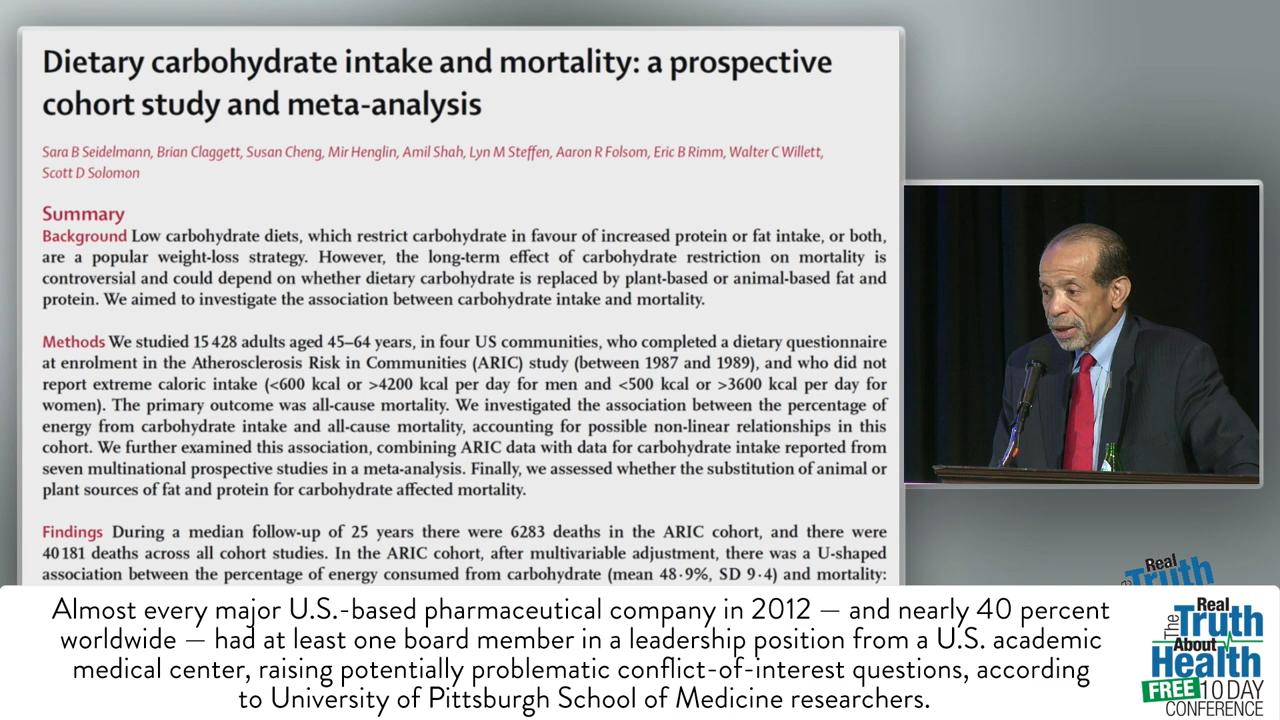 Dietary carbohydrate intake and mortality: a prospective
cohort study and meta-analysis
Sara B Seidelmann, Brian Claggett, Susan Cheng, Mir Henglin, Amil Shah, Lyn M Steffen, Aaron R Folsom, Eric B Rimm, Walter C Willett,
Scott D Solomon
Summary
Background Low carbohydrate diets, which restrict carbohydrate in favour of increased protein or fat intake, or both,
are a popular weight-loss strategy. However, the long-term effect of carbohydrate restriction on mortality is
controversial and could depend on whether dietary carbohydrate is replaced by plant-based or animal-based fat and
protein. We aimed to investigate the association between carbohydrate intake and mortality.
Methods We studied 15 428 adults aged 45–64 years, in four US communities, who completed a dietary questionnaire
at enrolment in the Atherosclerosis Risk in Communities (ARIC) study (between 1987 and 1989), and who did not
report extreme caloric intake (<600 kcal or >4200 kcal per day for men and <500 kcal or >3600 kcal per day for
women). The primary outcome was all-cause mortality. We investigated the association between the percentage of
energy from carbohydrate intake and all-cause mortality, accounting for possible non-linear relationships in this
cohort. We further examined this association, combining ARIC data with data for carbohydrate intake reported from
seven multinational prospective studies in a meta-analysis. Finally, we assessed whether the substitution of animal or
plant sources of fat and protein for carbohydrate affected mortality.
Findings During a median follow-up of 25 years there were 6283 deaths in the ARIC cohort, and there were
40 181 deaths across all cohort studies. In the ARIC cohort, after multivariable adjustment, there was a U-shaped
association between the percentage of energy consumed from carbohydrate (mean 48·9%, SD 9·4) and mortality:
Almost every major U.S.-based pharmaceutical company in 2012 — and nearly 40 percent
worldwide — had at least one board member in a leadership position from a U.S. academic
medical center, raising potentially problematic conflict-of-interest questions, according
to University of Pittsburgh School of Medicine researchers.
The Real
Truth
The Real
Truth
About
Health
FREE 10 DAY
CONFERENCE